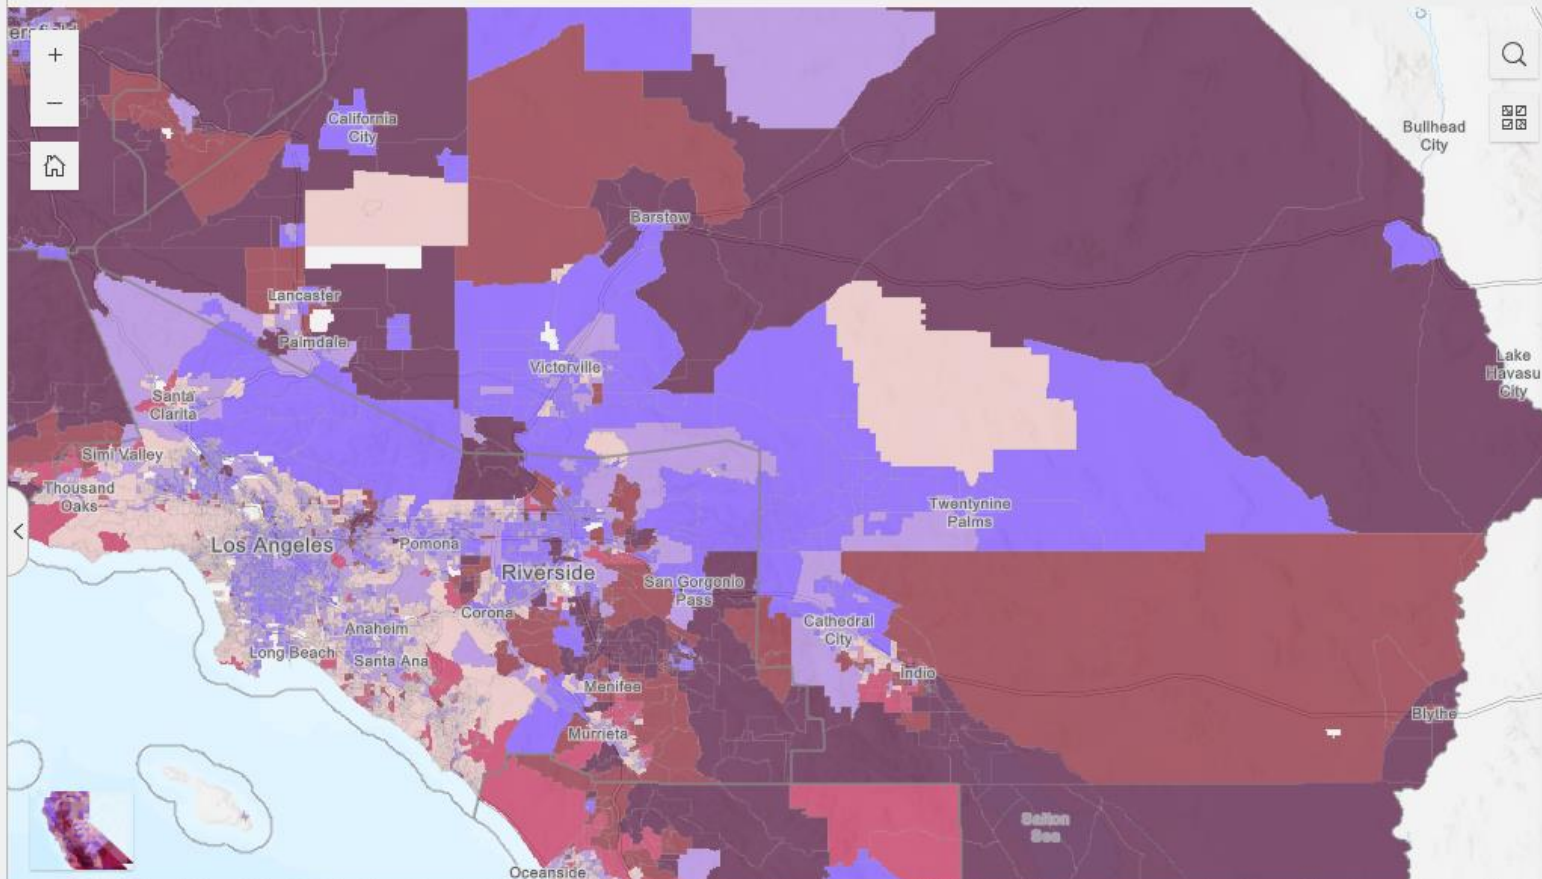 California
City
Bullhead
City
Barstow
Lancaster
Palmdale
Victorville
Lake
Havasu
City
Santa
Clarita
Simi Valley
Thousand
Oaks
Twentynine
Palms
Los Angeles
Pomona
Riverside
San Gorgonio
Pass
Corona
Cathedral
City
Anaheim
Long Beach
Santa Ana
Indio
Menifee
Blythe
Murrieta
Salton
Sea
Oceanside